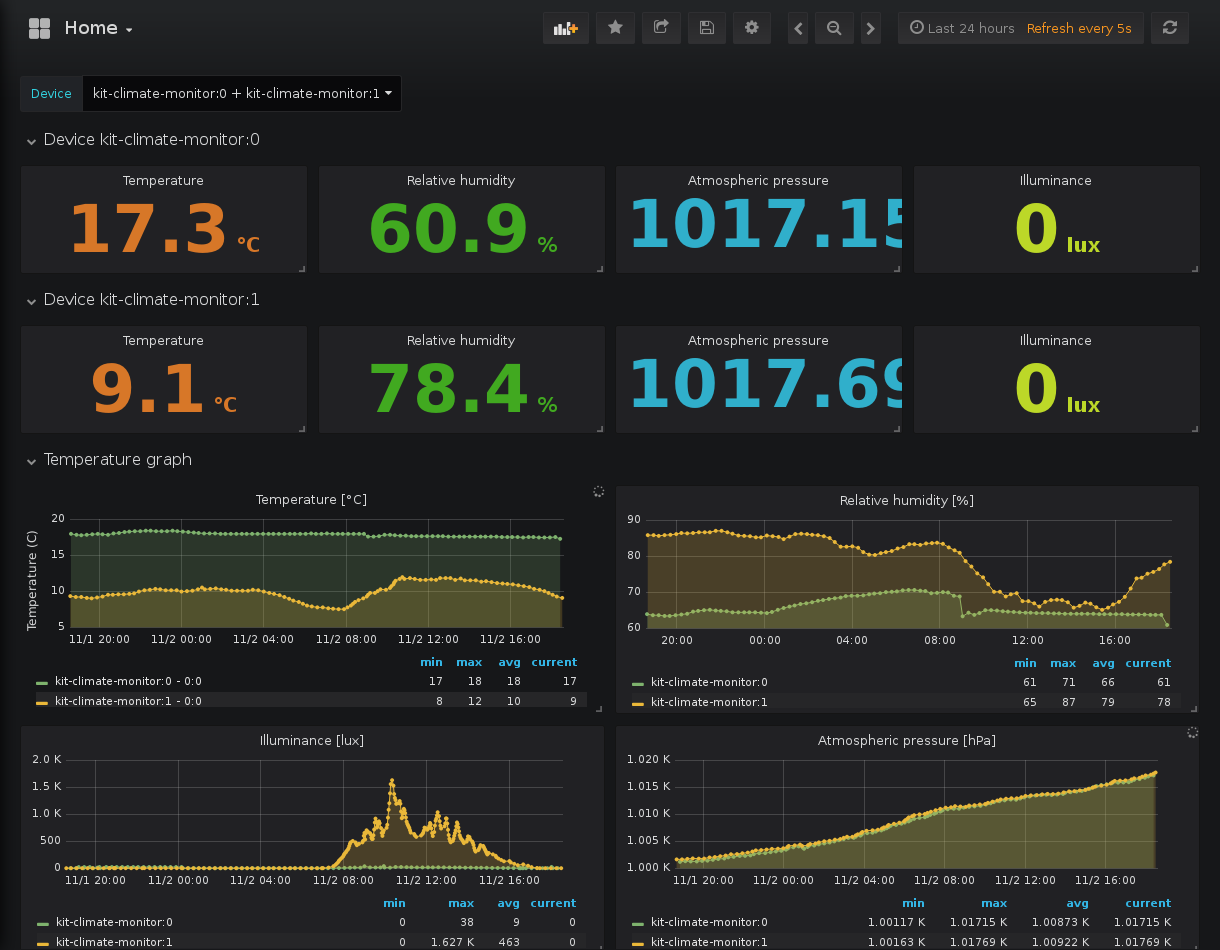 Home
Last 24 hours Refresh every 5s
Device kit-climate-monitor:0 + kit-climate-monitor:1
Device kit-climate-monitor:0
Temperature Relative humidity Atmospheric pressure Illuminance
17.3 °C 60.9 % 1017.15 0 lux
Device kit-climate-monitor:1
Temperature Relative humidity Atmospheric pressure Illuminance
9.1 °C 78.4 % 1017.69 0 lux
Temperature graph
Temperature [°C]
Temperature (C)
20
15
10
5
11/1 20:00 11/2 00:00 11/2 04:00 11/2 08:00 11/2 12:00 11/2 16:00
min max avg current
kit-climate-monitor:0 - 0:0 17 18 18 17
kit-climate-monitor:1 - 0:0 8 12 10 9
Relative humidity [%]
90
80
70
60
20:00 00:00 04:00 08:00 12:00 16:00
min max avg current
kit-climate-monitor:0 61 71 66 61
kit-climate-monitor:1 65 87 79 78
Illuminance [lux]
2.0 K
1.5 K
1.0 K
500
0
11/1 20:00 11/2 00:00 11/2 04:00 11/2 08:00 11/2 12:00 11/2 16:00
min max avg current
kit-climate-monitor:0 0 38 9 0
kit-climate-monitor:1 0 1.627 K 463 0
Atmospheric pressure [hPa]
1.020 K
1.015 K
1.010 K
1.005 K
1.000 K
11/1 20:00 11/2 00:00 11/2 04:00 11/2 08:00 11/2 12:00 11/2 16:00
min max avg current
kit-climate-monitor:0 1.00117 K 1.01715 K 1.00873 K 1.01715 K
kit-climate-monitor:1 1.00163 K 1.01769 K 1.00922 K 1.01769 K